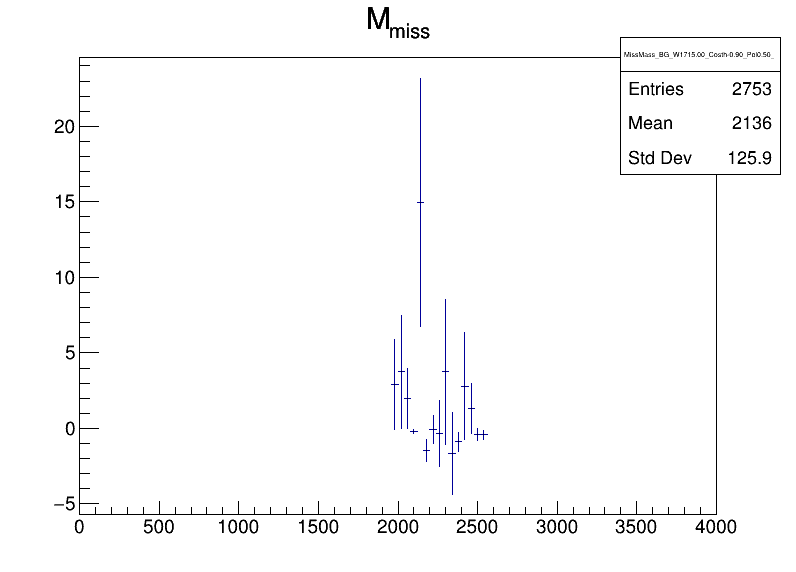 M_miss
MissMass_BG_W1715.00_Costh-0.90_Pol0.50_
Entries 2753
Mean 2136
Std Dev 125.9
20
15
10
5
0
−5
0 500 1000 1500 2000 2500 3000 3500 4000